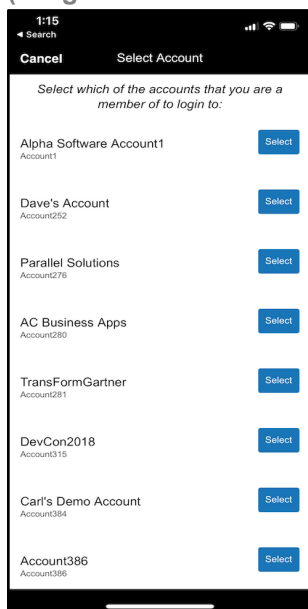 1:15
◀ Search
Cancel Select Account
Select which of the accounts that you are a
member of to login to:
Alpha Software Account1 Select
Account1
Dave's Account Select
Account252
Parallel Solutions Select
Account276
AC Business Apps Select
Account280
TransFormGartner Select
Account281
DevCon2018 Select
Account315
Carl's Demo Account Select
Account384
Account386 Select
Account386